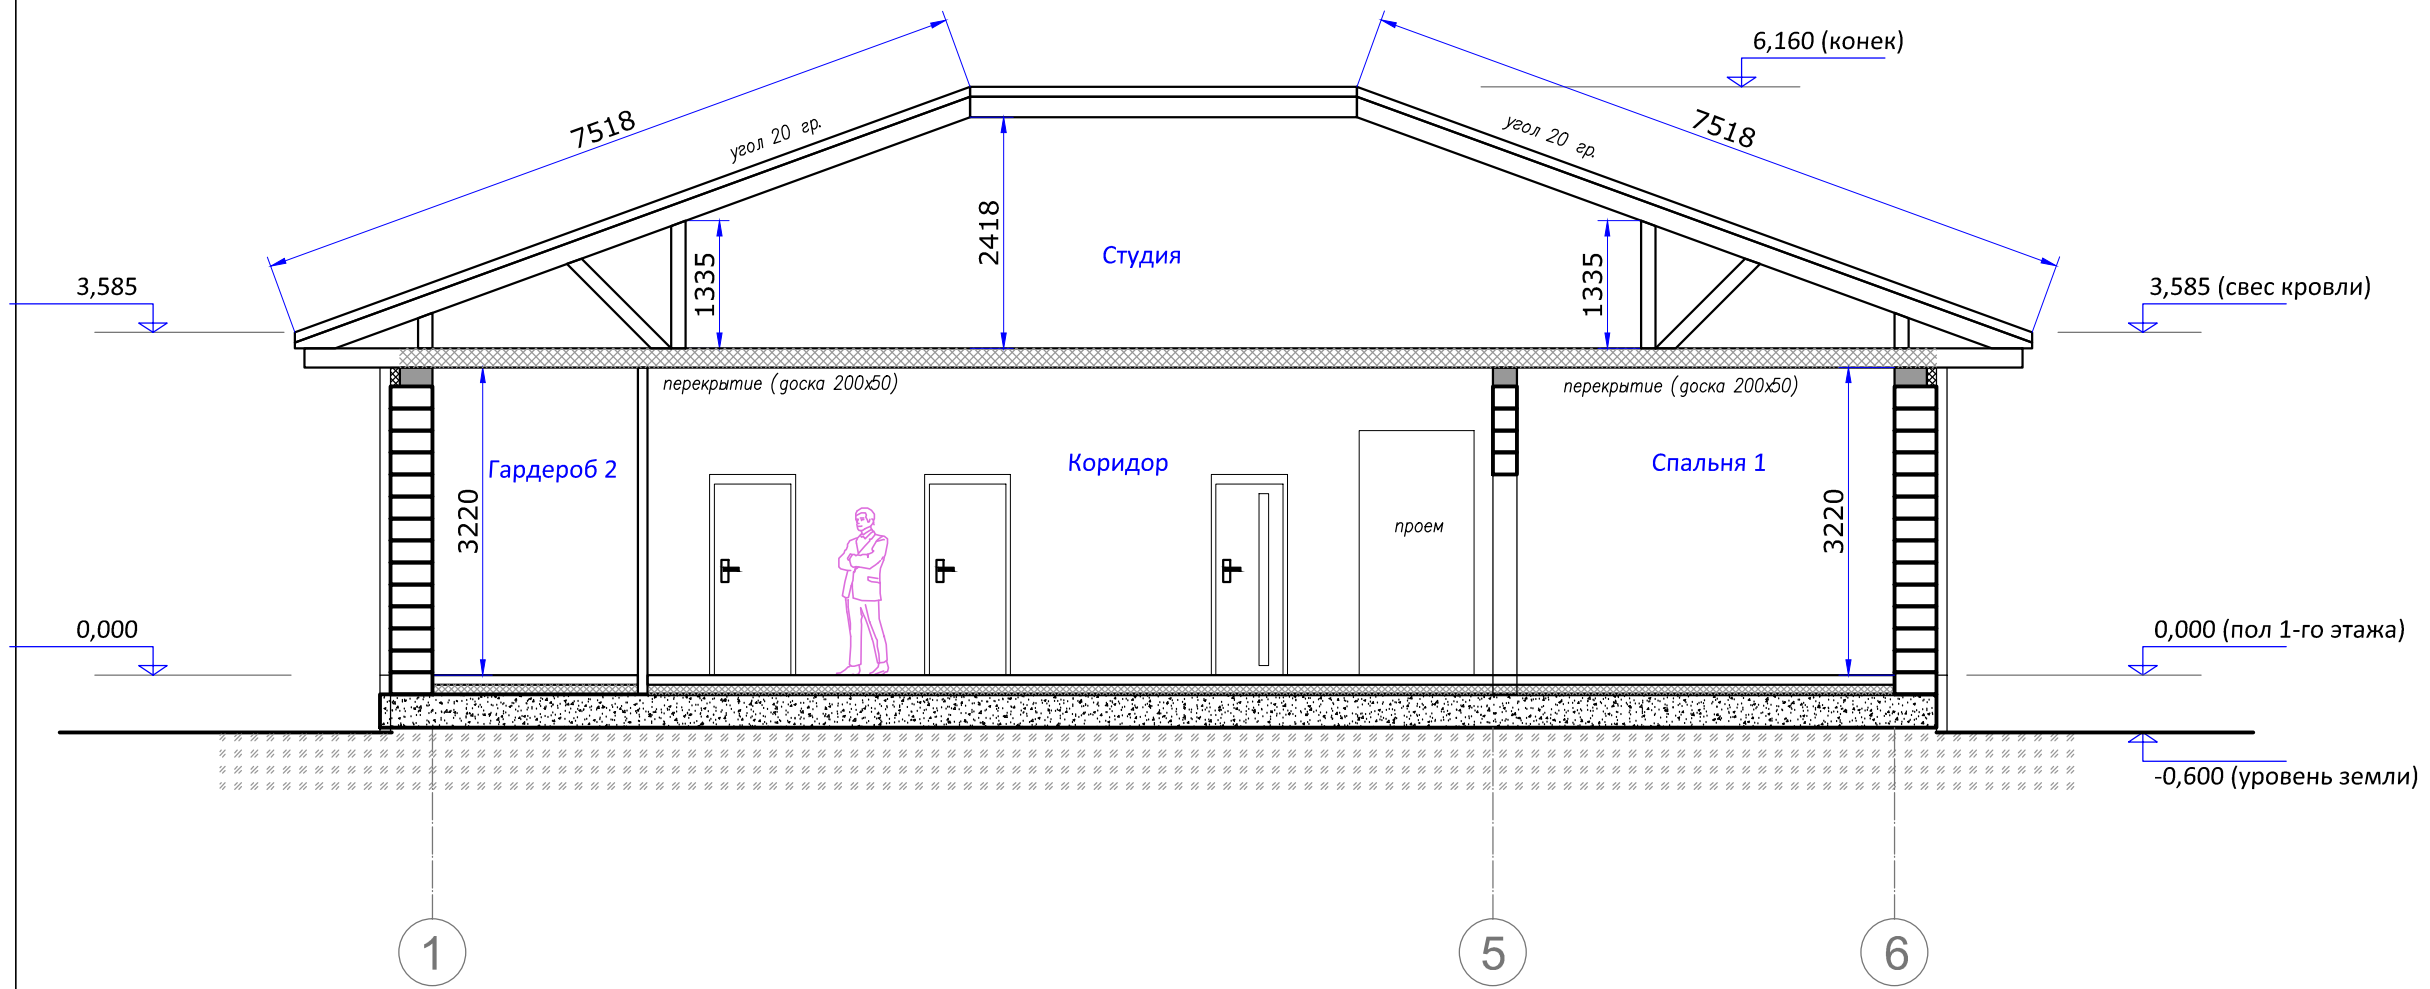 6,160 (конек)
7518
угол 20 гр.
угол 20 гр.
7518
2418
Студия
1335
1335
3,585
3,585 (свес кровли)
перекрытие (доска 200х50)
перекрытие (доска 200х50)
Гардероб 2
Коридор
Спальня 1
3220
проем
3220
0,000
0,000 (пол 1-го этажа)
-0,600 (уровень земли)
1
5
6